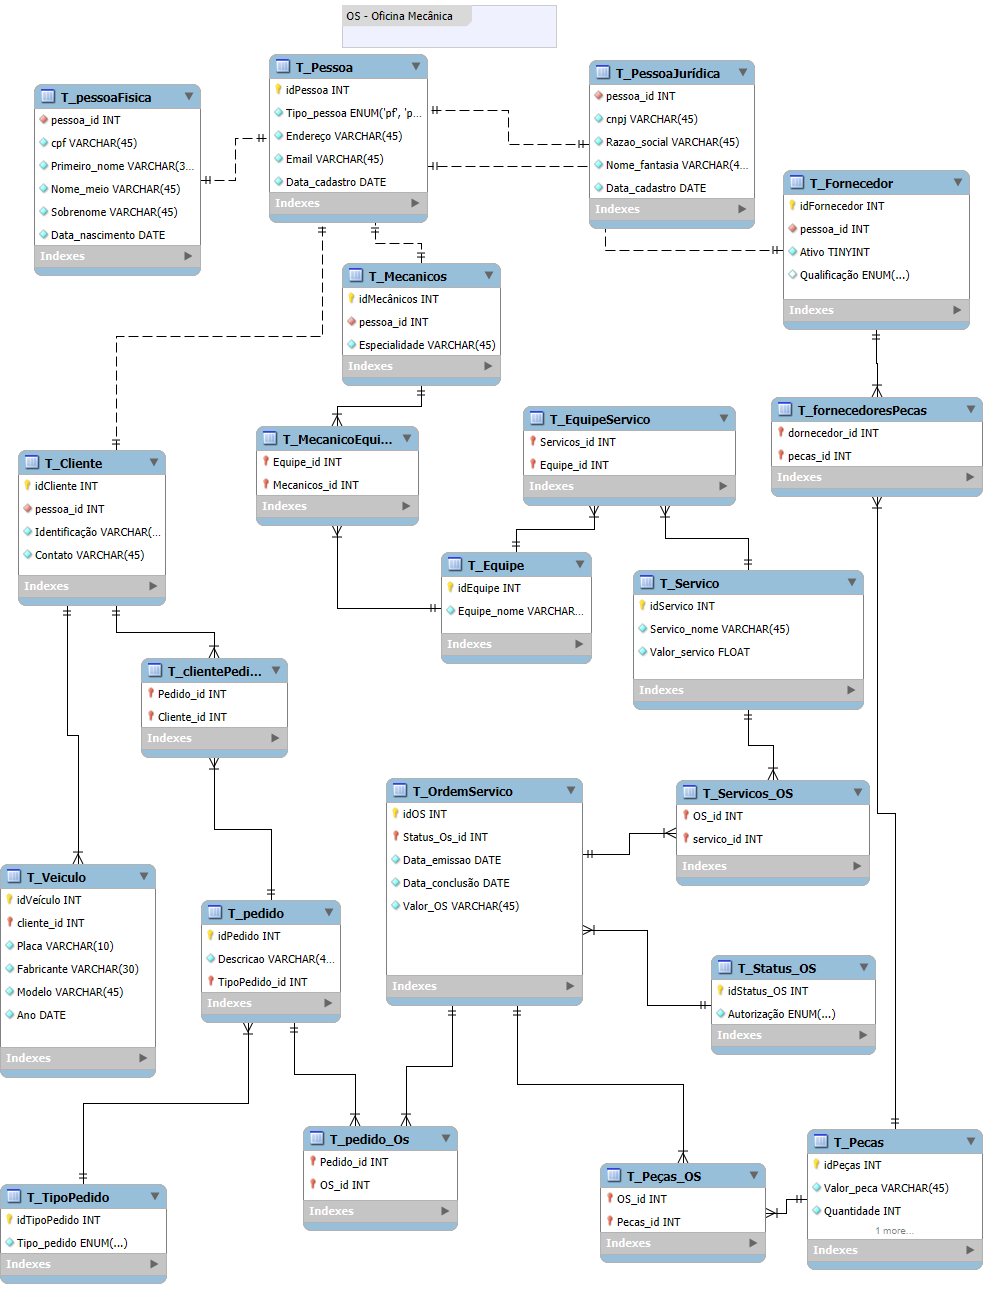 OS - Oficina Mecânica
T_Pessoa
idPessoa INT
Tipo_pessoa ENUM('pf', 'p...
Endereço VARCHAR(45)
Email VARCHAR(45)
Data_cadastro DATE
Indexes
T_PessoaJurídica
pessoa_id INT
cnpj VARCHAR(45)
Razao_social VARCHAR(45)
Nome_fantasia VARCHAR(4...
Data_cadastro DATE
Indexes
T_pessoaFisica
pessoa_id INT
cpf VARCHAR(45)
Primeiro_nome VARCHAR(3...
Nome_meio VARCHAR(45)
Sobrenome VARCHAR(45)
Data_nascimento DATE
Indexes
T_Fornecedor
idFornecedor INT
pessoa_id INT
Ativo TINYINT
Qualificação ENUM(...)
Indexes
T_Mecanicos
idMecânicos INT
pessoa_id INT
Especialidade VARCHAR(45)
Indexes
T_fornecedoresPecas
dornecedor_id INT
pecas_id INT
Indexes
T_EquipeServico
Servicos_id INT
Equipe_id INT
Indexes
T_MecanicoEqui...
Equipe_id INT
Mecanicos_id INT
Indexes
T_Cliente
idCliente INT
pessoa_id INT
Identificação VARCHAR(...
Contato VARCHAR(45)
Indexes
T_Equipe
idEquipe INT
Equipe_nome VARCHAR...
Indexes
T_Servico
idServico INT
Servico_nome VARCHAR(45)
Valor_servico FLOAT
Indexes
T_clientePedi...
Pedido_id INT
Cliente_id INT
Indexes
T_OrdemServico
idOS INT
Status_Os_id INT
Data_emissao DATE
Data_conclusão DATE
Valor_OS VARCHAR(45)
Indexes
T_Servicos_OS
OS_id INT
servico_id INT
Indexes
T_Veiculo
idVeículo INT
cliente_id INT
Placa VARCHAR(10)
Fabricante VARCHAR(30)
Modelo VARCHAR(45)
Ano DATE
Indexes
T_pedido
idPedido INT
Descricao VARCHAR(4...
TipoPedido_id INT
Indexes
T_Status_OS
idStatus_OS INT
Autorização ENUM(...)
Indexes
T_pedido_Os
Pedido_id INT
OS_id INT
Indexes
T_Pecas
idPeças INT
Valor_peca VARCHAR(45)
Quantidade INT
1 more...
Indexes
T_Peças_OS
OS_id INT
Pecas_id INT
Indexes
T_TipoPedido
idTipoPedido INT
Tipo_pedido ENUM(...)
Indexes